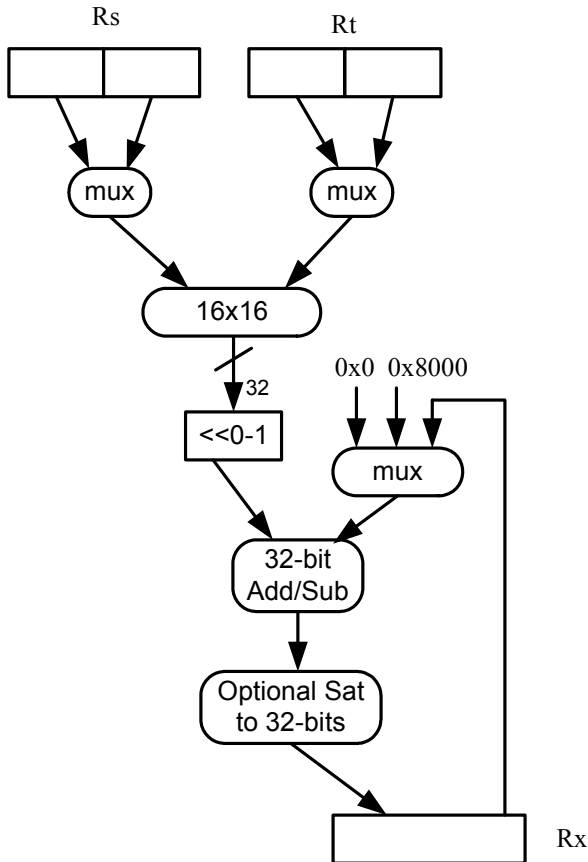 Rs
Rt
mux
mux
16x16
32
0x0 0x8000
<<0-1
mux
32-bit
Add/Sub
Optional Sat
to 32-bits
Rx